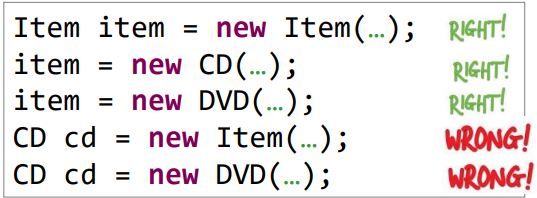 Item item = new Item(…); RIGHT!
item = new CD(…); RIGHT!
item = new DVD(…); RIGHT!
CD cd = new Item(…); WRONG!
CD cd = new DVD(…); WRONG!